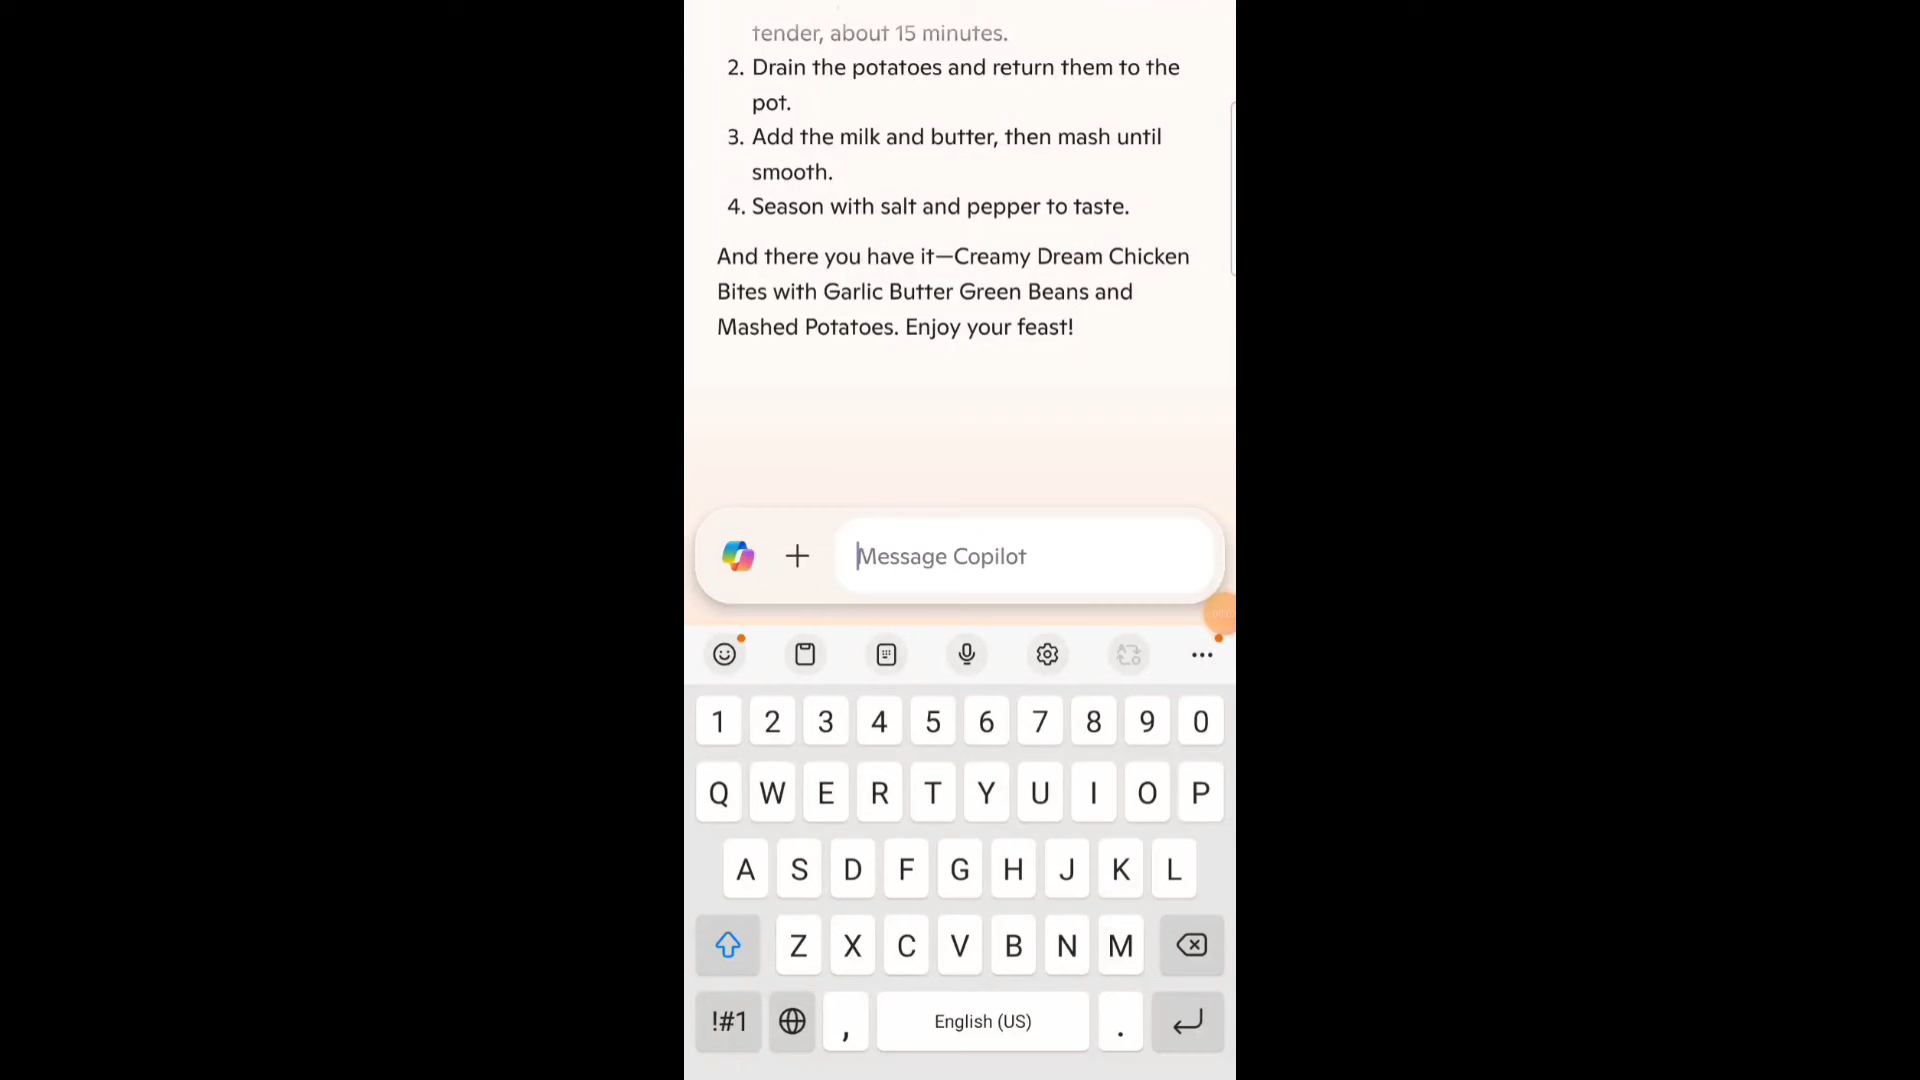 tender, about 15 minutes.
2. Drain the potatoes and return them to the
pot.
3. Add the milk and butter, then mash until
smooth.
4. Season with salt and pepper to taste.
And there you have it—Creamy Dream Chicken
Bites with Garlic Butter Green Beans and
Mashed Potatoes. Enjoy your feast!
Message Copilot
1 2 3 4 5 6 7 8 9 0
Q W E R T Y U I O P
A S D F G H J K L
Z X C V B N M
!#1 , English (US) .